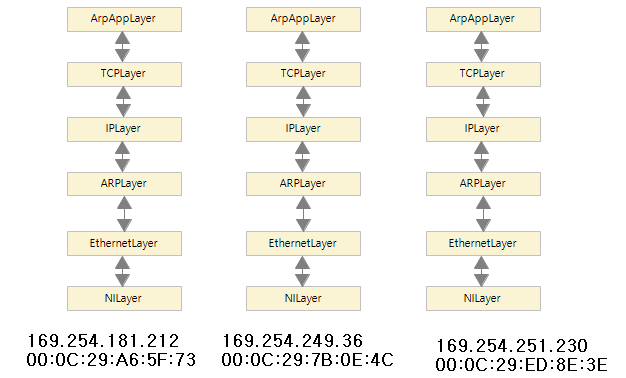 ArpAppLayer ArpAppLayer ArpAppLayer
TCPLayer TCPLayer TCPLayer
IPLayer IPLayer IPLayer
ARPLayer ARPLayer ARPLayer
EthernetLayer EthernetLayer EthernetLayer
NILayer NILayer NILayer
169.254.181.212 169.254.249.36 169.254.251.230
00:0C:29:A6:5F:73 00:0C:29:7B:0E:4C 00:0C:29:ED:8E:3E